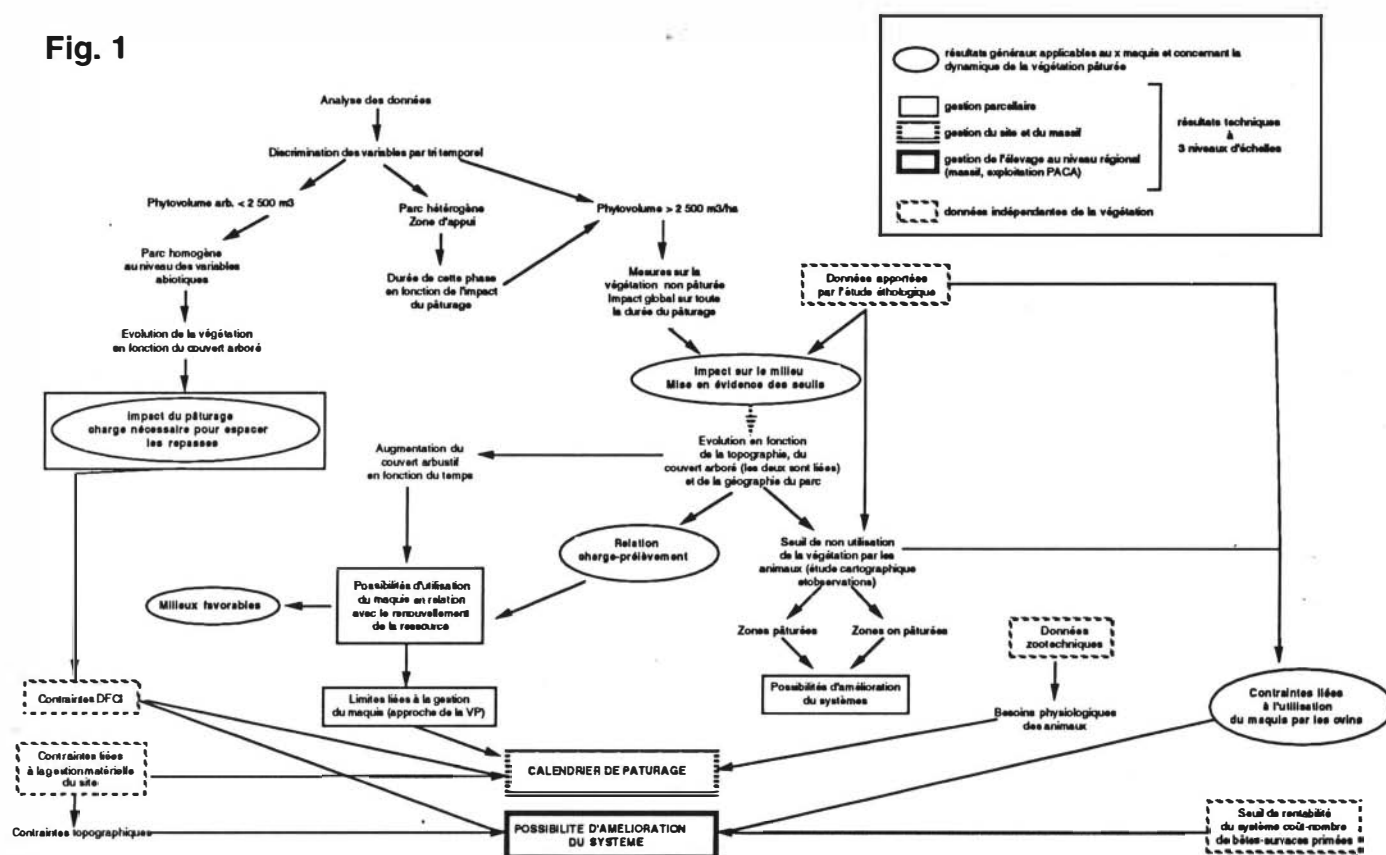 Fig. 1
résultats généraux applicables au x maquis et concernant la
dynamique de la végétation pâturée
gestion parcellaire
gestion du site et du massif
gestion de l'élevage au niveau régional
(massif, exploitation PACA)
résultats techniques
à
3 niveaux d'échelles
données indépendantes de la végétation
Analyse des données
Discrimination des variables par tri temporel
Phytovolume arb. < 2 500 m3
Parc hétérogène
Zone d'appui
Phytovolume > 2 500 m3/ha
Parc homogène
au niveau des variables
abiotiques
Durée de cette phase
en fonction de l'impact
du pâturage
Mesures sur la
végétation non pâturée
Impact global sur toute
la durée du pâturage
Données apportées
par l'étude éthologique
Evolution de la végétation
en fonction du couvert arboré
Impact sur le milieu
Mise en évidence des seuils
Impact du pâturage
charge nécessaire pour espacer
les repasses
Augmentation du
couvert arbustif
en fonction du temps
Evolution en fonction
de la topographie, du
couvert arboré (les deux sont liées)
et de la géographie du parc
Relation
charge-prélèvement
Seuil de non utilisation
de la végétation par les
animaux (étude cartographique
etobservations)
Possibilités d'utilisation
du maquis en relation
avec le renouvellement
de la ressource
Milieux favorables
Zones pâturées
Zones on pâturées
Données
zootechniques
Contraintes DFCI
Limites liées à la gestion
du maquis (approche de la VP)
Possibilités d'amélioration
du systèmes
Besoins physiologiques
des animaux
Contraintes liées
à l'utilisation
du maquis par les ovins
Contraintes liées
à la gestion matérielle
du site
CALENDRIER DE PATURAGE
Contraintes topographiques
POSSIBILITE D'AMELIORATION
DU SYSTEME
Seuil de rentabilité
du système coût-nombre
de bêtes-survaces primées